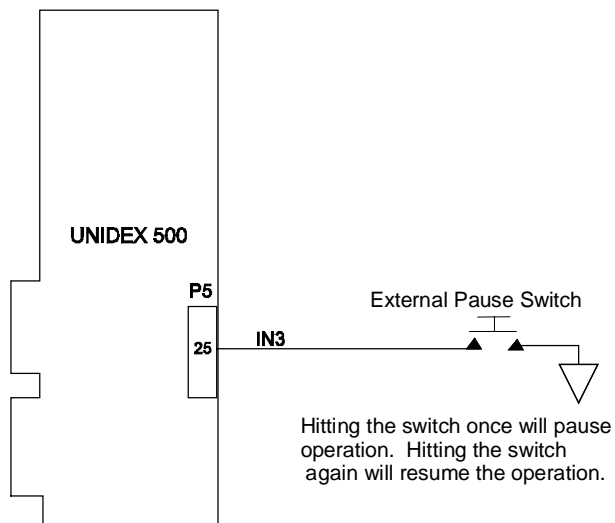 UNIDEX 500
P5
External Pause Switch
25
IN3
Hitting the switch once will pause
operation. Hitting the switch
again will resume the operation.